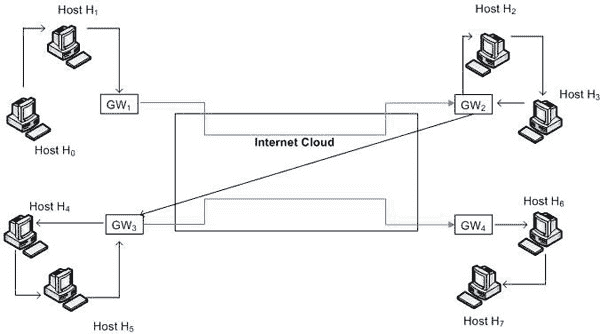 Host H1
Host H2
GW1
GW2
Host H3
Host H0
Internet Cloud
Host H4
Host H6
GW3
GW4
Host H5
Host H7